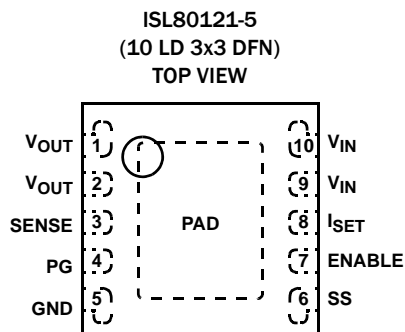 ISL80121-5
(10 LD 3x3 DFN)
TOP VIEW
VOUT 1 10 VIN
VOUT 2 9 VIN
SENSE 3 PAD 8 ISET
PG 4 7 ENABLE
GND 5 6 SS